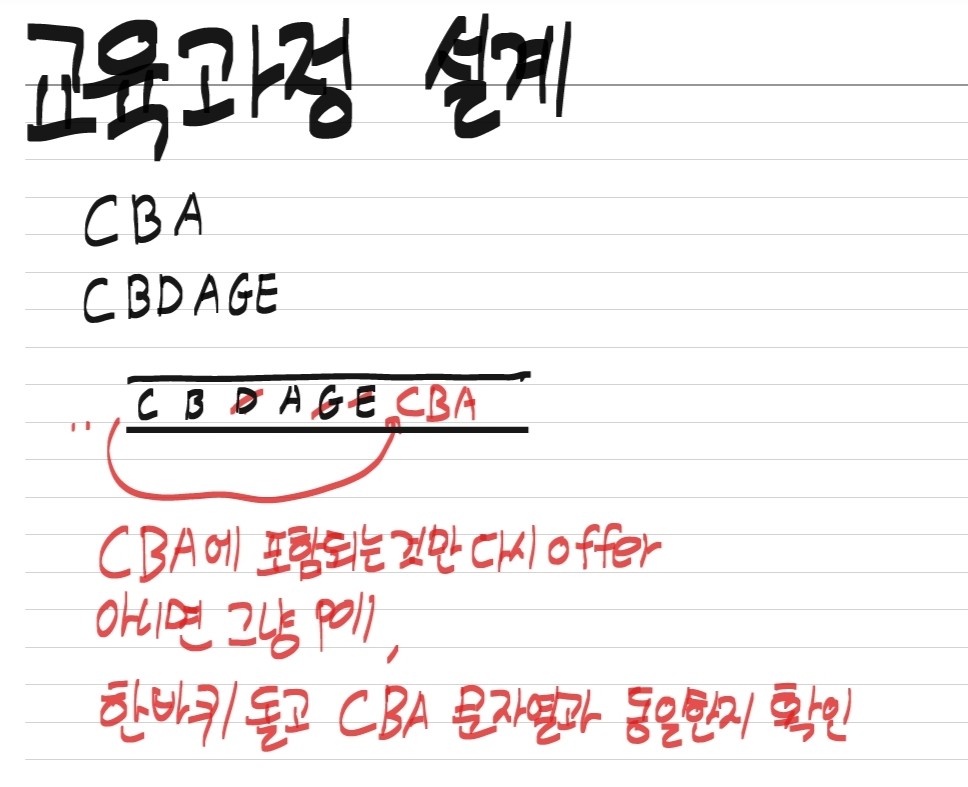 교육과정 설계
CBA
CBDAGE
C B D A G E CBA
CBA에 포함되는것만 다시 offer
아니면 그냥 poll,
한바퀴 돌고 CBA 문자열과 동일한지 확인